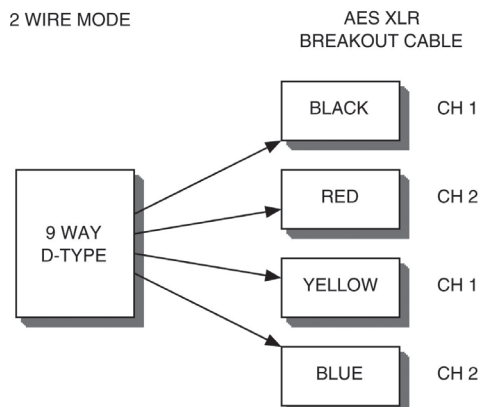 2 WIRE MODE
AES XLR
BREAKOUT CABLE
BLACK CH 1
RED CH 2
9 WAY
D-TYPE
YELLOW CH 1
BLUE CH 2